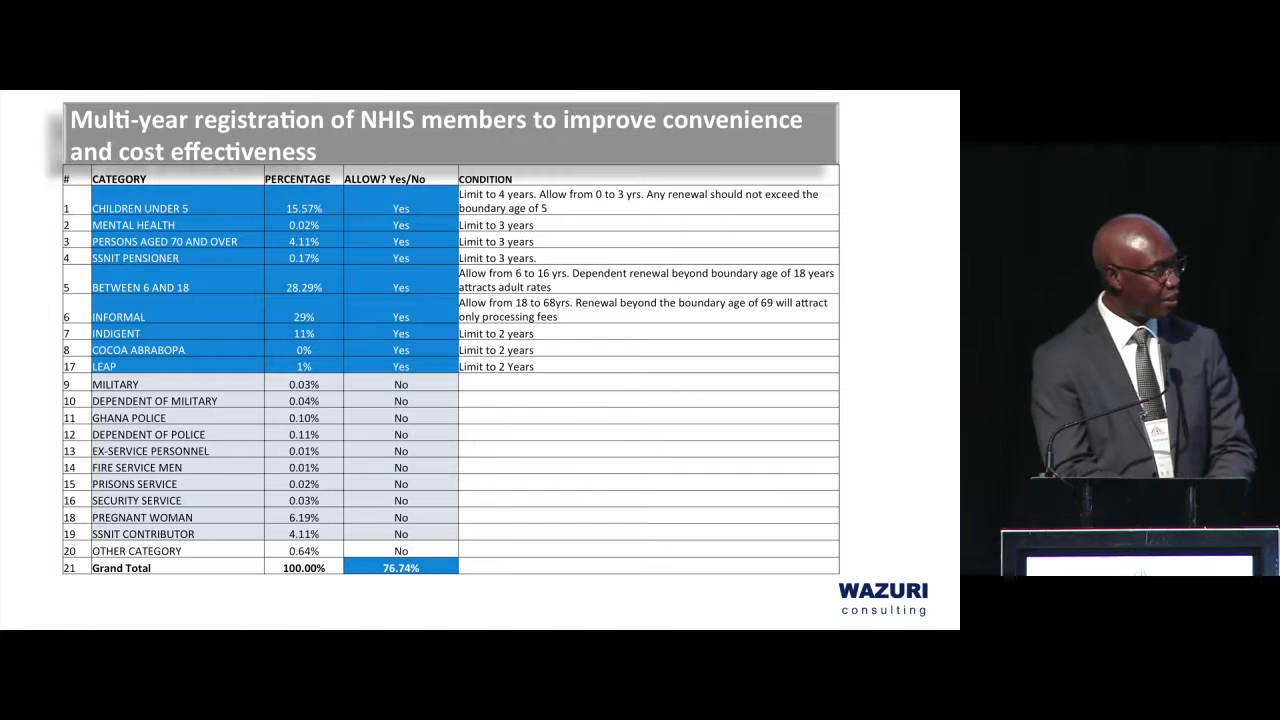 Multi-year registration of NHIS members to improve convenience
and cost effectiveness
# CATEGORY PERCENTAGE ALLOW? Yes/No CONDITION
1 CHILDREN UNDER 5 15.57% Yes Limit to 4 years. Allow from 0 to 3 yrs. Any renewal should not exceed the
boundary age of 5
2 MENTAL HEALTH 0.02% Yes Limit to 3 years
3 PERSONS AGED 70 AND OVER 4.11% Yes Limit to 3 years
4 SSNIT PENSIONER 0.17% Yes Limit to 3 years.
5 BETWEEN 6 AND 18 28.29% Yes Allow from 6 to 16 yrs. Dependent renewal beyond boundary age of 18 years
attracts adult rates
6 INFORMAL 29% Yes Allow from 18 to 68yrs. Renewal beyond the boundary age of 69 will attract
only processing fees
7 INDIGENT 11% Yes Limit to 2 years
8 COCOA ABRABOPA 0% Yes Limit to 2 years
17 LEAP 1% Yes Limit to 2 Years
9 MILITARY 0.03% No
10 DEPENDENT OF MILITARY 0.04% No
11 GHANA POLICE 0.10% No
12 DEPENDENT OF POLICE 0.11% No
13 EX-SERVICE PERSONNEL 0.01% No
14 FIRE SERVICE MEN 0.01% No
15 PRISONS SERVICE 0.02% No
16 SECURITY SERVICE 0.03% No
18 PREGNANT WOMAN 6.19% No
19 SSNIT CONTRIBUTOR 4.11% No
20 OTHER CATEGORY 0.64% No
21 Grand Total 100.00% 76.74%
WAZURI
consulting